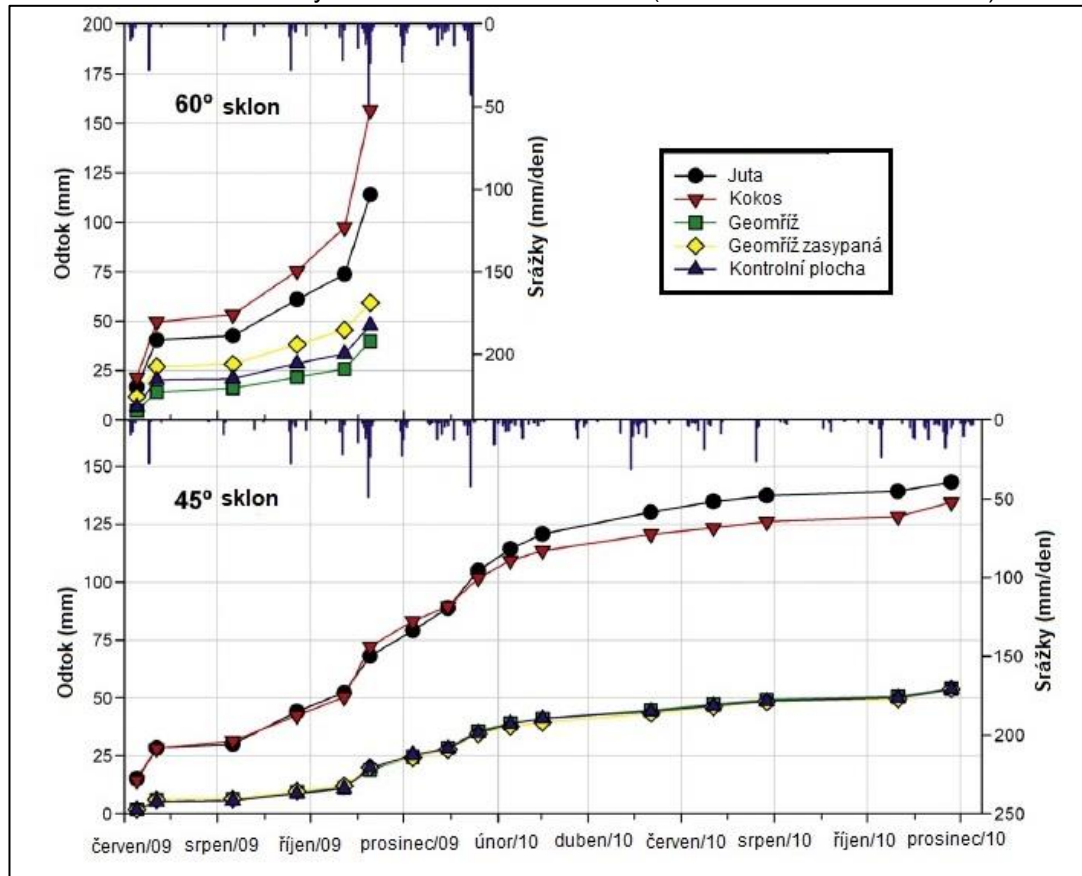 200
175
150
125
100
75
50
25
0
Odtok (mm)
60º sklon
0
50
100
150
200
Srážky (mm/den)
Juta
Kokos
Geomříž
Geomříž zasypaná
Kontrolní plocha
150
125
100
75
50
25
0
Odtok (mm)
45º sklon
0
50
100
150
200
250
Srážky (mm/den)
červen/09 srpen/09 říjen/09 prosinec/09 únor/10 duben/10 červen/10 srpen/10 říjen/10 prosinec/10